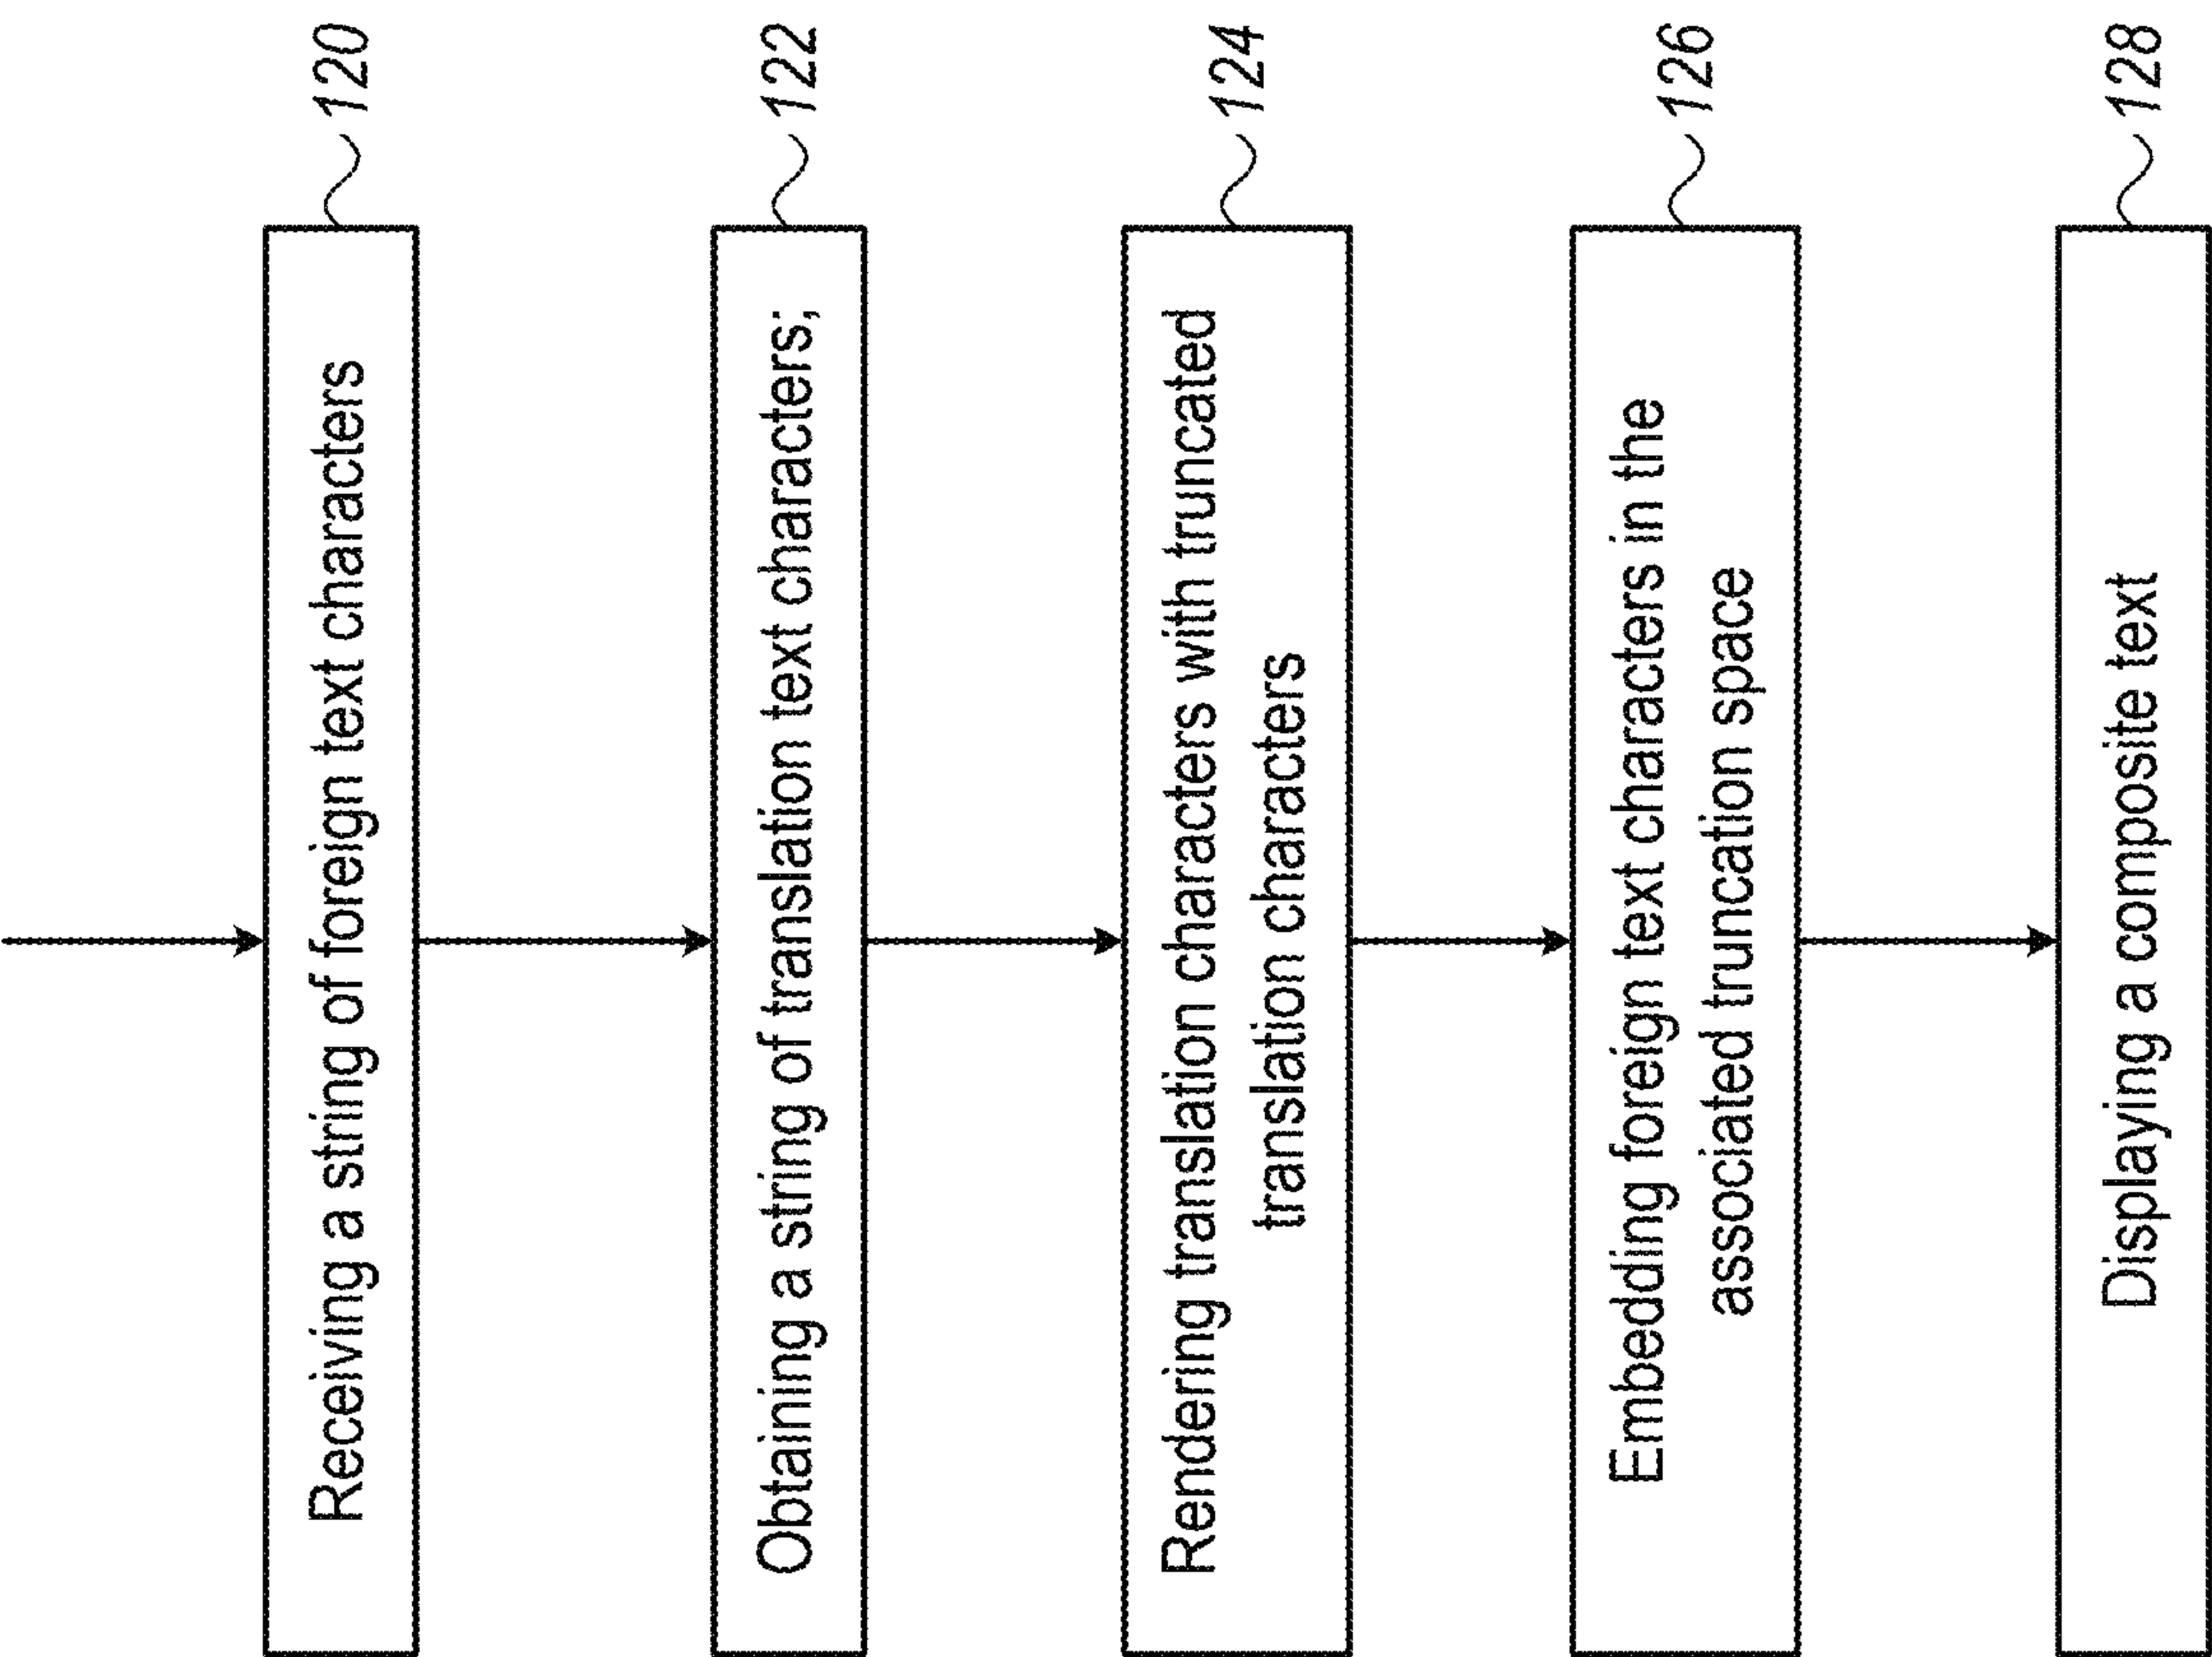 Receiving a string of foreign text characters
120
Obtaining a string of translation text characters;
122
Rendering translation characters with truncated
translation characters
124
Embedding foreign text characters in the
associated truncation space
126
Displaying a composite text
128